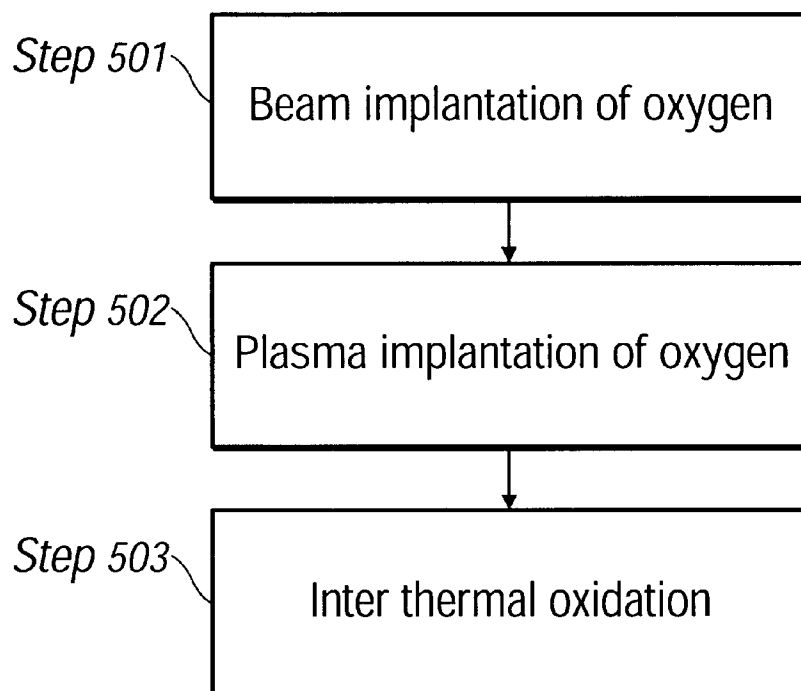 Step 501
Beam implantation of oxygen
Step 502
Plasma implantation of oxygen
Step 503
Inter thermal oxidation